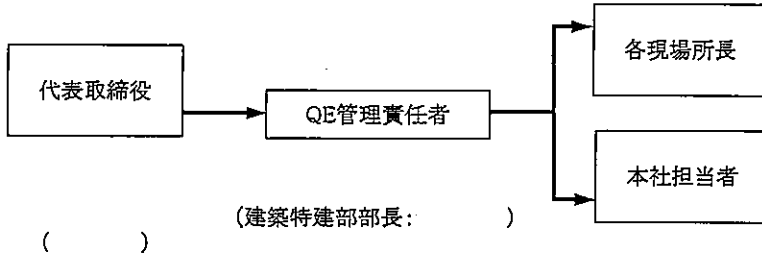 各現場所長
代表取締役
QE管理責任者
本社担当者
(建築特建部部長:　　　　)
(　　　　)